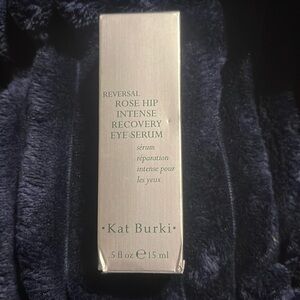 REVERSAL
ROSE HIP
INTENSE
RECOVERY
EYE SERUM
sérum
réparation
intense pour
les yeux
•Kat Burki•
.5 fl oz ℮ 15 ml